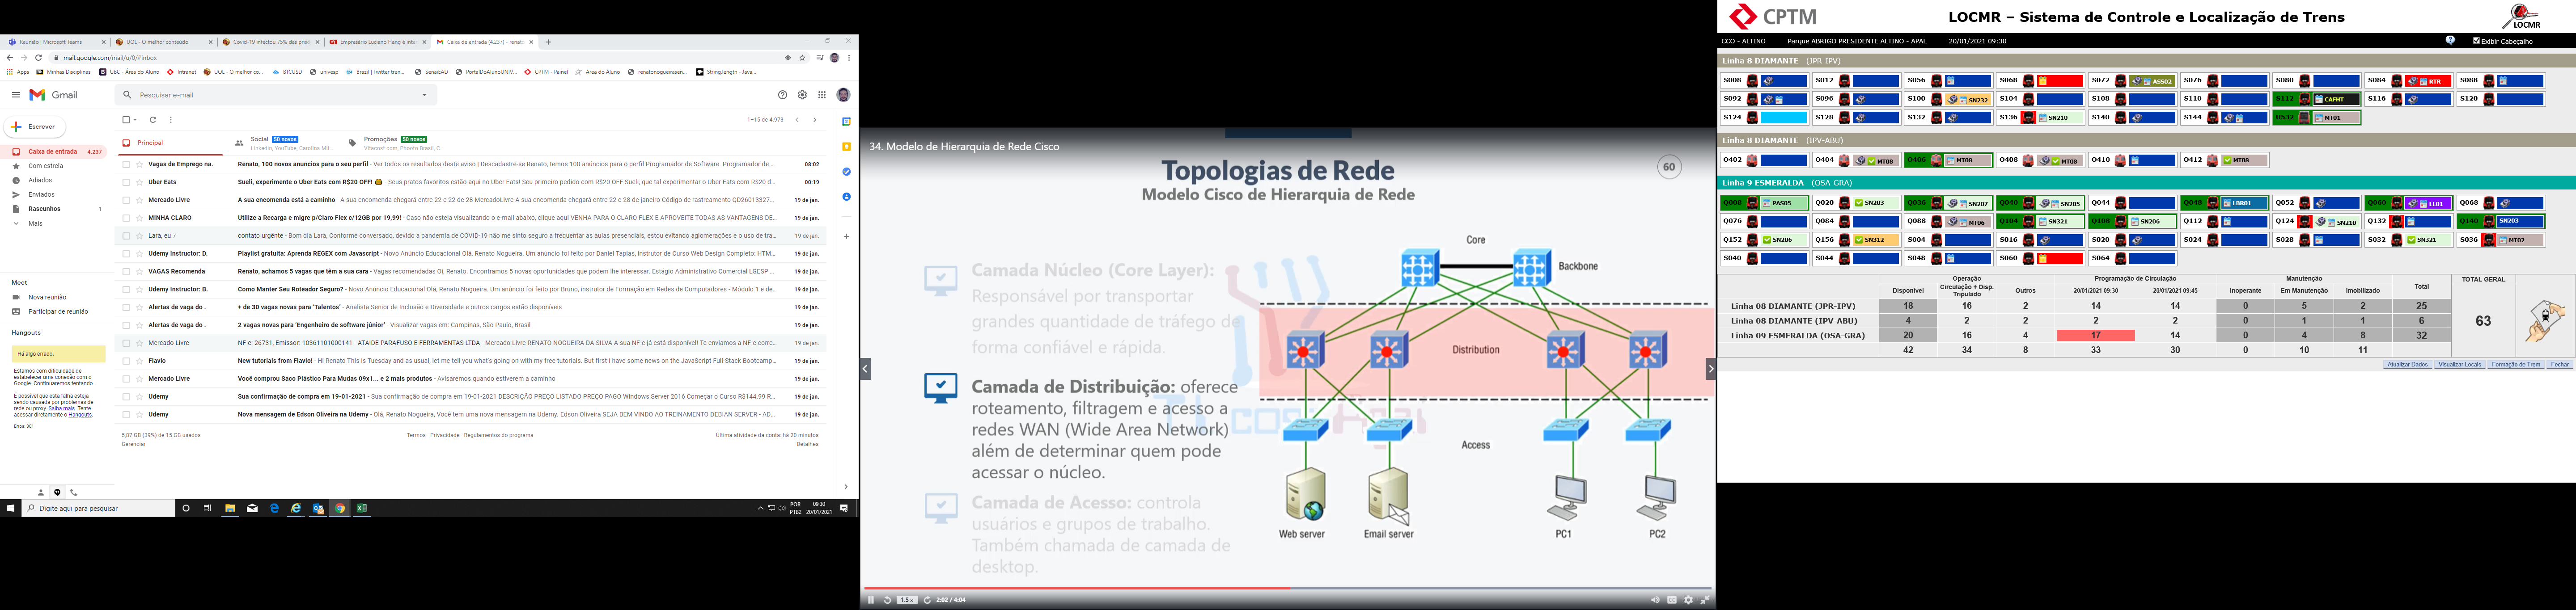 Reunião | Microsoft Teams
UOL - O melhor conteúdo
Covid-19 infectou 75% das prisi
Empresário Luciano Hang é inte
Caixa de entrada (4.237) - renat
mail.google.com/mail/u/0/#inbox
Apps Minhas Disciplinas UBC - Área do Aluno Intranet UOL - O melhor co... BTCUSD univesp Brazil | Twitter tren... SenaiEAD PortalDoAlunoUNIV... CPTM - Painel Area do Aluno renatonogueirasen... String.length - Java...
Gmail
Pesquisar e-mail
Escrever
Caixa de entrada 4.237
Com estrela
Adiados
Enviados
Rascunhos 1
Mais
Meet
Nova reunião
Participar de reunião
Hangouts
Há algo errado.
Estamos com dificuldade de
estabelecer uma conexão com o
Google. Continuaremos tentando...
É possível que esta falha esteja
sendo causada por problemas de
rede ou proxy. Saiba mais. Tente
acessar diretamente o Hangouts.
Erroa: 301
1–15 de 4.973
Principal
Social 50 novos
LinkedIn, YouTube, Carolina Mit...
Promoções 50 novos
Vitacost.com, Phooto Brazil, C...
Vagas de Emprego na. Renato, 100 novos anuncios para o seu perfil - Ver todos os resultados deste aviso | Descadastre-se Renato, temos 100 anúncios para o perfil Programador de Software. Programador de ... 08:02
Uber Eats Sueli, experimente o Uber Eats com R$20 OFF! - Seus pratos favoritos estão aqui no Uber Eats! Seu primeiro pedido com R$20 OFF Sueli, que tal experimentar o Uber Eats com R$20 d... 00:19
Mercado Livre A sua encomenda está a caminho - A sua encomenda chegará entre 22 e 22 de 28 MercadoLivre A sua encomenda chegará entre 22 e 28 de janeiro Código de rastreamento QD26013327... 19 de jan.
MINHA CLARO Utilize a Recarga e migre p/Claro Flex c/12GB por 19,99! - Caso não esteja visualizando o e-mail abaixo, clique aqui VENHA PARA O CLARO FLEX E APROVEITE TODAS AS VANTAGENS DE... 19 de jan.
Lara, eu 7 contato urgênte - Bom dia Lara, Conforme conversado, devido a pandemia de COVID-19 não me sinto seguro a frequentar as aulas presenciais, estou evitando aglomerações e o uso de tra... 19 de jan.
Udemy Instructor: D. Playlist gratuita: Aprenda REGEX com Javascript - Novo Anúncio Educacional Olá, Renato Nogueira. Um anúncio foi feito por Daniel Tapias, instrutor de Curso Web Design Completo: HTM... 19 de jan.
VAGAS Recomenda Renato, achamos 5 vagas que têm a sua cara - Vagas recomendadas Oi, Renato. Encontramos 5 novas oportunidades que podem lhe interessar. Estágio Administrativo Comercial LGESP ... 19 de jan.
Udemy Instructor: B. Como Manter Seu Roteador Seguro? - Novo Anúncio Educacional Olá, Renato Nogueira. Um anúncio foi feito por Bruno, instrutor de Formação em Redes de Computadores - Módulo 1 e de... 19 de jan.
Alertas de vaga do . + de 30 vagas novas para 'Talentos' - Analista Senior de Inclusão e Diversidade e outros cargos estão disponíveis 19 de jan.
Alertas de vaga do . 2 vagas novas para 'Engenheiro de software júnior' - Visualizar vagas em: Campinas, São Paulo, Brasil 19 de jan.
Mercado Livre NF-e: 26731, Emissor: 10361101000141 - ATAIDE PARAFUSO E FERRAMENTAS LTDA - Mercado Livre RENATO NOGUEIRA DA SILVA A sua NF-e já está disponível! Te enviamos a NF-e corre... 19 de jan.
Flavio New tutorials from Flavio! - Hi Renato This is Tuesday and as usual, let me tell you what's going on with my free tutorials. But first I have some news on the JavaScript Full-Stack Bootcamp... 19 de jan.
Mercado Livre Você comprou Saco Plástico Para Mudas 09x1... e 2 mais produtos - Avisaremos quando estiverem a caminho 19 de jan.
Udemy Sua confirmação de compra em 19-01-2021 - Sua confirmação de compra em 19-01-2021 DESCRIÇÃO PREÇO LISTADO PREÇO PAGO Windows Server 2016 Começar o Curso R$144.99 R... 19 de jan.
Udemy Nova mensagem de Edson Oliveira na Udemy - Olá, Renato Nogueira, Você tem uma nova mensagem na Udemy. Edson Oliveira SEJA BEM VINDO AO TREINAMENTO DEBIAN SERVER - AD... 19 de jan.
5,87 GB (39%) de 15 GB usados
Gerenciar
Termos · Privacidade · Regulamentos do programa
Última atividade da conta: há 20 minutos
Detalhes
Digite aqui para pesquisar
POR
PTB2
09:30
20/01/2021
34. Modelo de Hierarquia de Rede Cisco
Topologias de Rede
60
Modelo Cisco de Hierarquia de Rede
Camada Núcleo (Core Layer):
Responsável por transportar
grandes quantidade de tráfego de
forma confiável e rápida.
Camada de Distribuição: oferece
roteamento, filtragem e acesso a
redes WAN (Wide Area Network)
além de determinar quem pode
acessar o núcleo.
Camada de Acesso: controla
usuários e grupos de trabalho.
Também chamada de camada de
desktop.
Core
Backbone
Distribution
Access
Web server
Email server
PC1
PC2
1.5 x
2:02 / 4:04
CPTM
LOCMR – Sistema de Controle e Localização de Trens
LOCMR
CCO - ALTINO Parque ABRIGO PRESIDENTE ALTINO - APAL 20/01/2021 09:30
Exibir Cabeçalho
Linha 8 DIAMANTE (JPR-IPV)
S008 S012 S056 S068 S072 ASS02 S076 S080 S084 RTR S088
S092 S096 S100 SN232 S104 S108 S110 S112 CAFHT S116 S120
S124 S128 S132 S136 SN210 S140 S144 U532 MT01
Linha 8 DIAMANTE (IPV-ABU)
O402 O404 MT08 O406 MT08 O408 MT08 O410 O412 MT08
Linha 9 ESMERALDA (OSA-GRA)
Q008 PAS05 Q020 SN203 Q036 SN207 Q040 SN205 Q044 Q048 LBR01 Q052 Q060 LL01 Q068
Q076 Q084 Q088 MT06 Q104 SN321 Q108 SN206 Q112 Q124 SN210 Q132 Q140 SN203
Q152 SN206 Q156 SN312 S004 S016 S020 S024 S028 S032 SN321 S036 MT02
S040 S044 S048 S060 S064
Operação Programação de Circulação Manutenção TOTAL GERAL
Disponível Circulação + Disp. Tripulado Outros 20/01/2021 09:30 20/01/2021 09:45 Inoperante Em Manutenção Imobilizado Total
Linha 08 DIAMANTE (JPR-IPV) 18 16 2 14 14 0 5 2 25
Linha 08 DIAMANTE (IPV-ABU) 4 2 2 2 2 0 1 1 6
63
Linha 09 ESMERALDA (OSA-GRA) 20 16 4 17 14 0 4 8 32
42 34 8 33 30 0 10 11
Atualizar Dados Visualizar Locais Formação de Trem Fechar